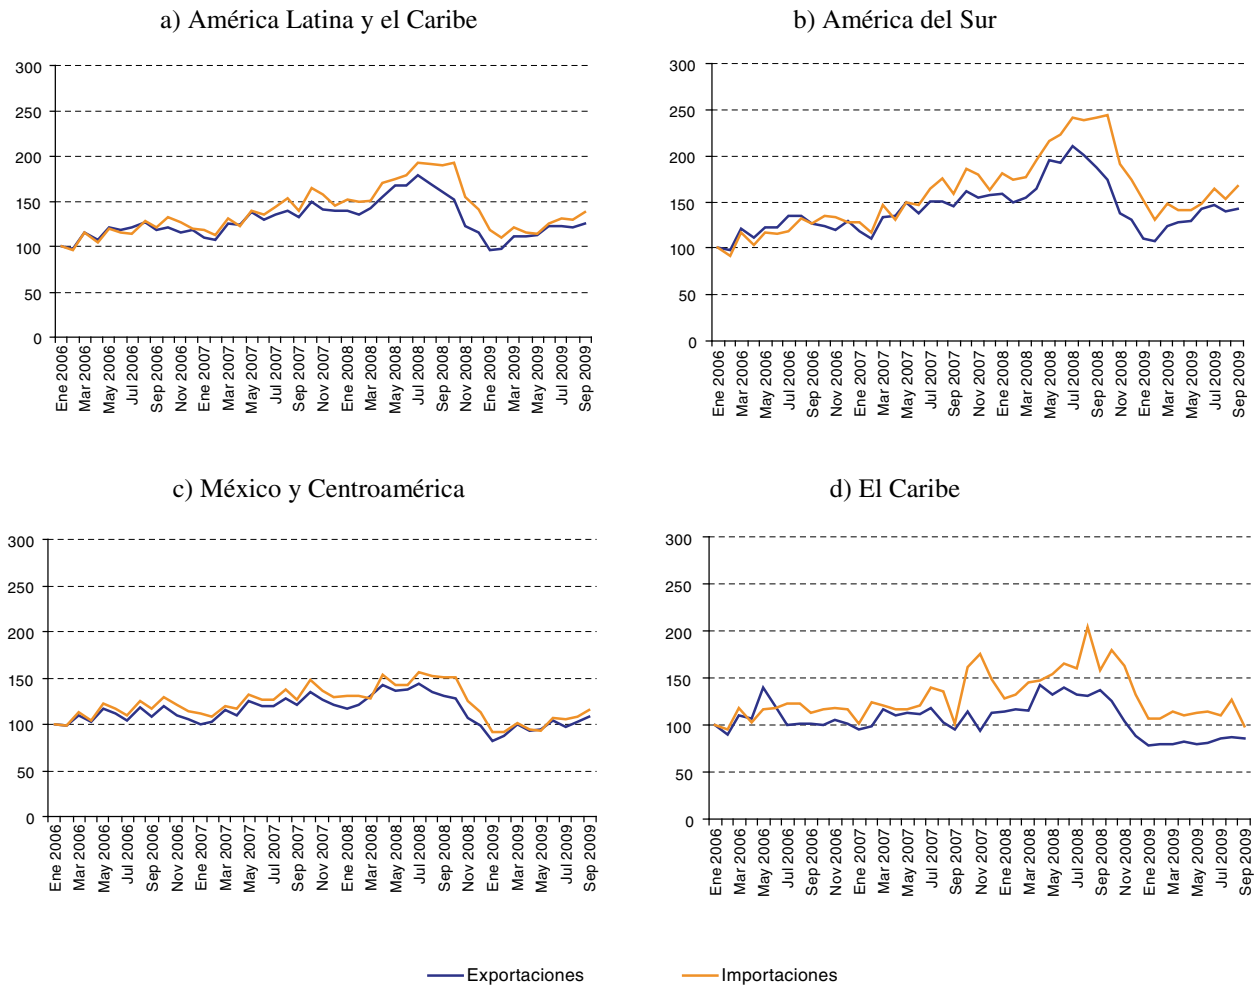 a) América Latina y el Caribe
300
250
200
150
100
50
0
Ene 2006
Mar 2006
May 2006
Jul 2006
Sep 2006
Nov 2006
Ene 2007
Mar 2007
May 2007
Jul 2007
Sep 2007
Nov 2007
Ene 2008
Mar 2008
May 2008
Jul 2008
Sep 2008
Nov 2008
Ene 2009
Mar 2009
May 2009
Jul 2009
Sep 2009
b) América del Sur
300
250
200
150
100
50
0
Ene 2006
Mar 2006
May 2006
Jul 2006
Sep 2006
Nov 2006
Ene 2007
Mar 2007
May 2007
Jul 2007
Sep 2007
Nov 2007
Ene 2008
Mar 2008
May 2008
Jul 2008
Sep 2008
Nov 2008
Ene 2009
Mar 2009
May 2009
Jul 2009
Sep 2009
c) México y Centroamérica
300
250
200
150
100
50
0
Ene 2006
Mar 2006
May 2006
Jul 2006
Sep 2006
Nov 2006
Ene 2007
Mar 2007
May 2007
Jul 2007
Sep 2007
Nov 2007
Ene 2008
Mar 2008
May 2008
Jul 2008
Sep 2008
Nov 2008
Ene 2009
Mar 2009
May 2009
Jul 2009
Sep 2009
d) El Caribe
300
250
200
150
100
50
0
Ene 2006
Mar 2006
May 2006
Jul 2006
Sep 2006
Nov 2006
Ene 2007
Mar 2007
May 2007
Jul 2007
Sep 2007
Nov 2007
Ene 2008
Mar 2008
May 2008
Jul 2008
Sep 2008
Nov 2008
Ene 2009
Mar 2009
May 2009
Jul 2009
Sep 2009
Exportaciones
Importaciones